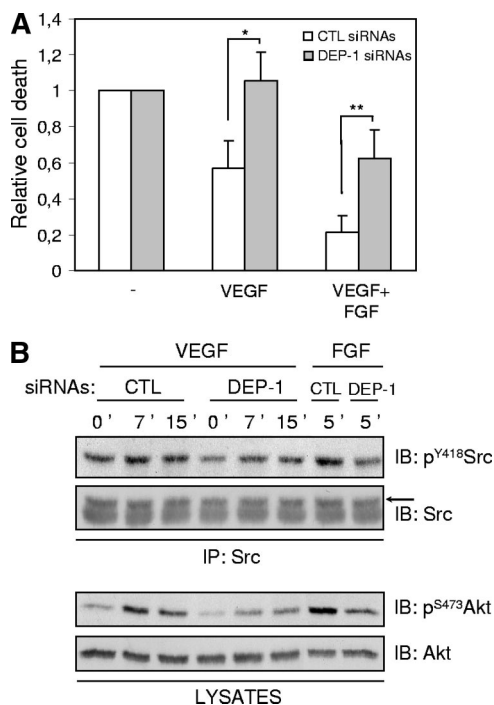 A
1,4
1,2
1
0,8
0,6
0,4
0,2
0
Relative cell death
CTL siRNAs
DEP-1 siRNAs
*
**
- VEGF VEGF+
FGF
B
VEGF FGF
siRNAs: CTL DEP-1 CTL DEP-1
0 ' 7 ' 15 ' 0 ' 7 ' 15 ' 5 ' 5 '
IB: pY418Src
IB: Src
IP: Src
IB: pS473Akt
IB: Akt
LYSATES